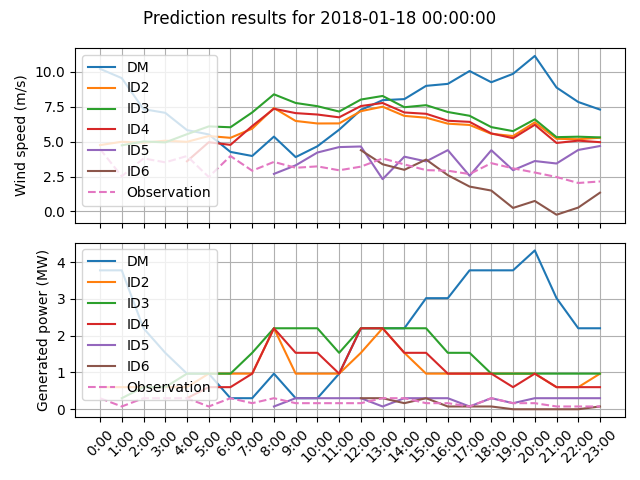 Prediction results for 2018-01-18 00:00:00
Wind speed (m/s)
10.0
7.5
5.0
2.5
0.0
DM
ID2
ID3
ID4
ID5
ID6
Observation
Generated power (MW)
4
3
2
1
0
DM
ID2
ID3
ID4
ID5
ID6
Observation
0:00 1:00 2:00 3:00 4:00 5:00 6:00 7:00 8:00 9:00 10:00 11:00 12:00 13:00 14:00 15:00 16:00 17:00 18:00 19:00 20:00 21:00 22:00 23:00